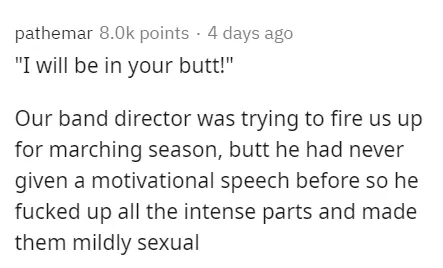 pathemar 8.0k points · 4 days ago
"I will be in your butt!"
Our band director was trying to fire us up
for marching season, butt he had never
given a motivational speech before so he
fucked up all the intense parts and made
them mildly sexual